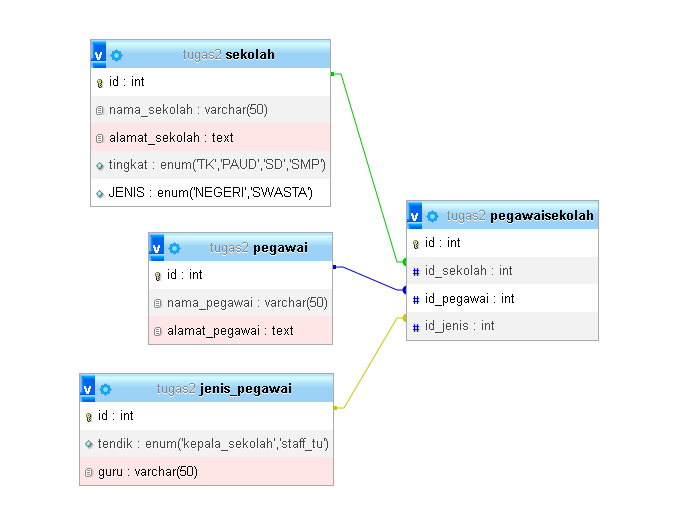 v tugas2 sekolah
id : int
nama_sekolah : varchar(50)
alamat_sekolah : text
tingkat : enum('TK','PAUD','SD','SMP')
JENIS : enum('NEGERI','SWASTA')
v tugas2 pegawai
id : int
nama_pegawai : varchar(50)
alamat_pegawai : text
v tugas2 jenis_pegawai
id : int
tendik : enum('kepala_sekolah','staff_tu')
guru : varchar(50)
v tugas2 pegawaisekolah
id : int
# id_sekolah : int
# id_pegawai : int
# id_jenis : int